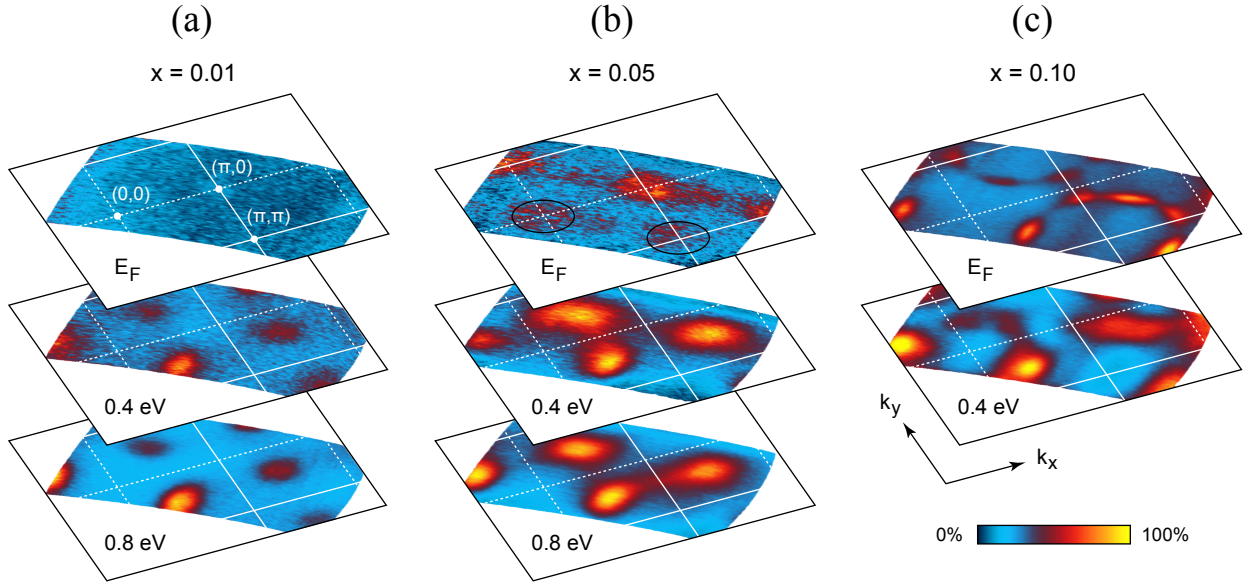 (a)
(b)
(c)
x = 0.01
x = 0.05
x = 0.10
(π,0)
(0,0)
(π,π)
E_F
E_F
0.4 eV
0.4 eV
0.4 eV
k_y
k_x
0.8 eV
0.8 eV
0%
100%